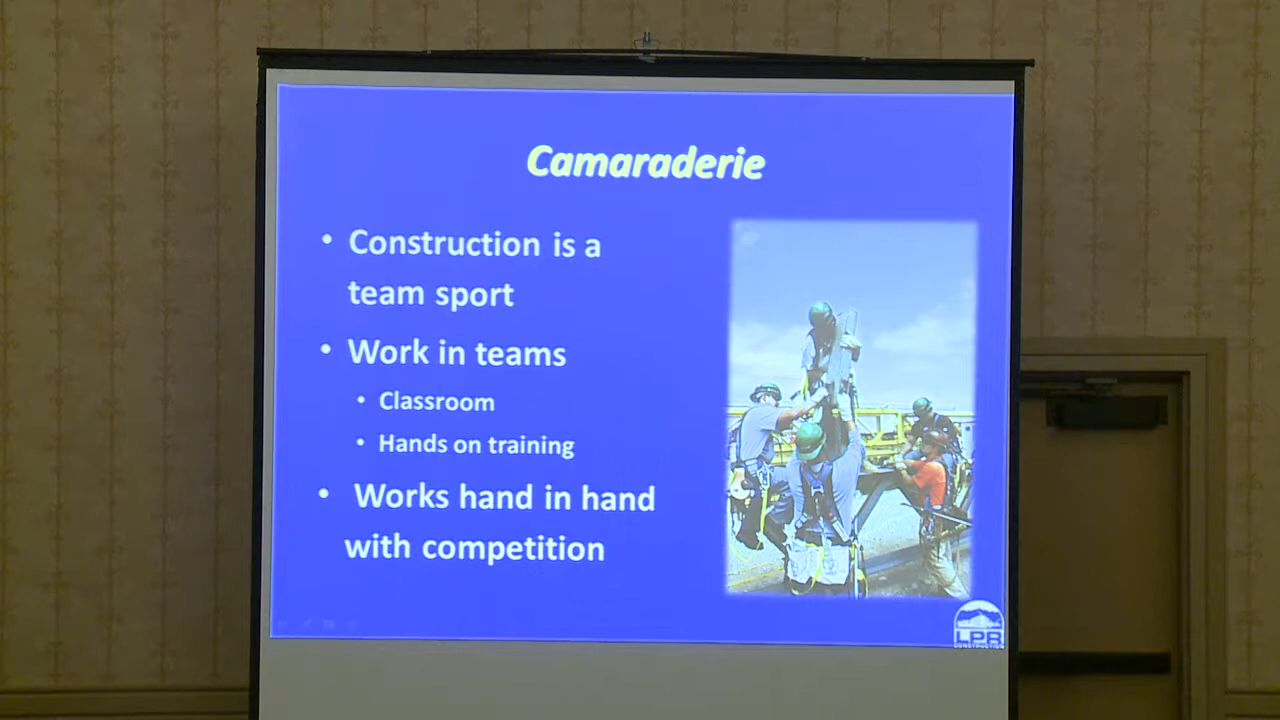 Camaraderie
• Construction is a
team sport
• Work in teams
• Classroom
• Hands on training
• Works hand in hand
with competition
LPR
CONSTRUCTION